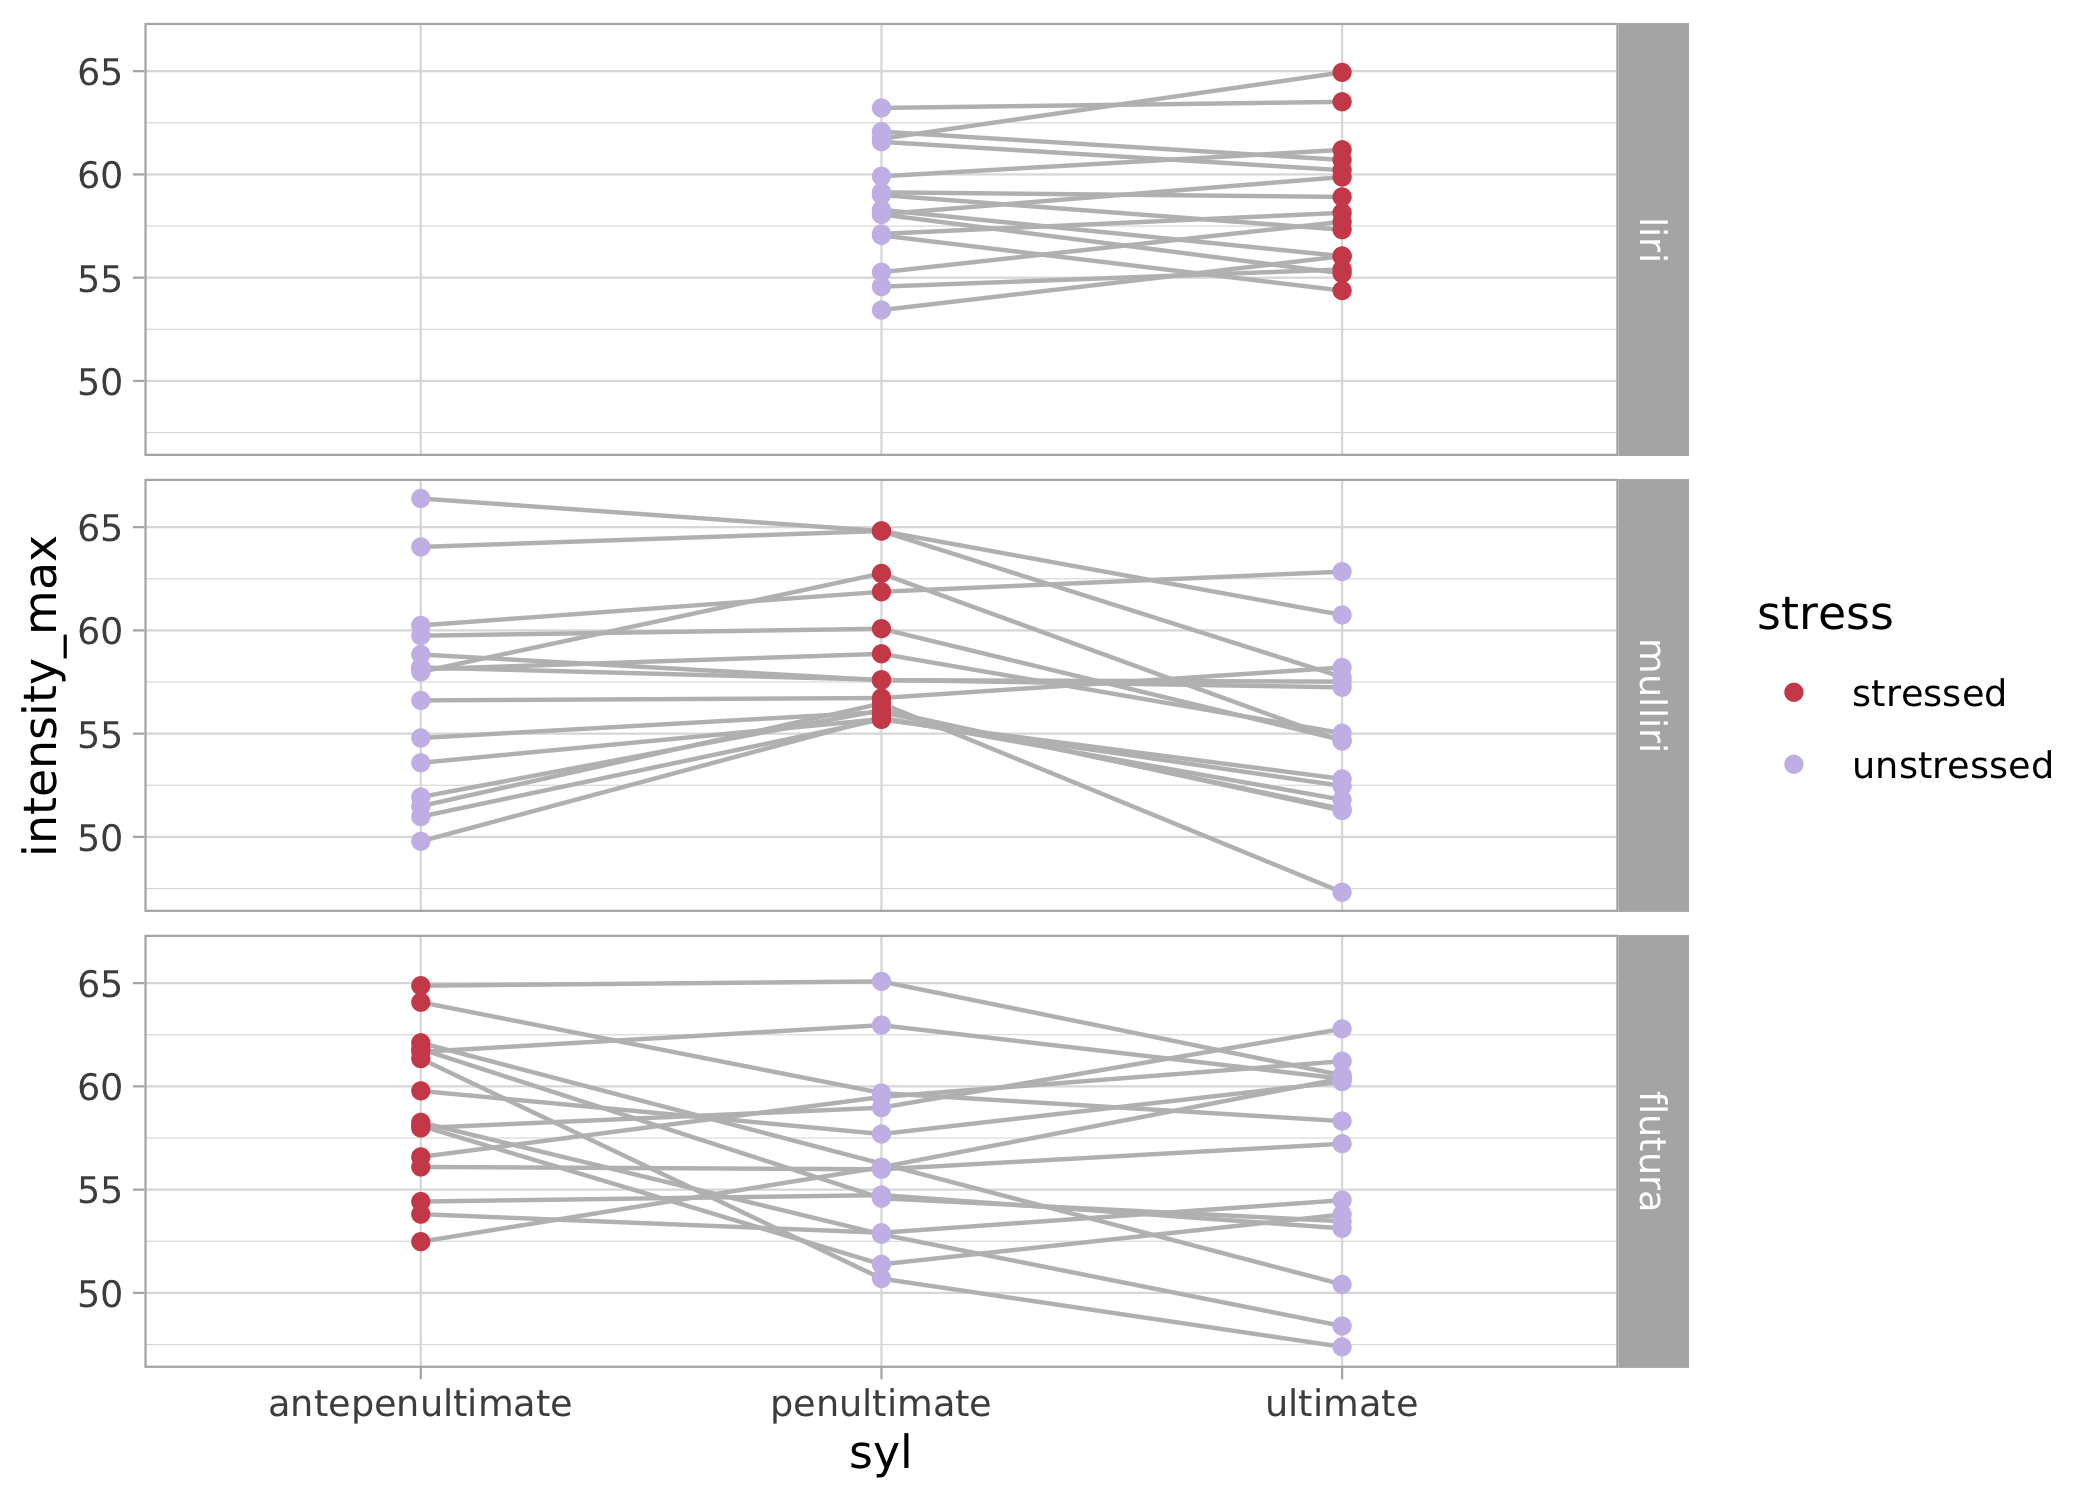 65
60
55
50
liri
intensity_max
65
60
55
50
mulliri
stress
stressed
unstressed
65
60
55
50
flutura
antepenultimate
penultimate
ultimate
syl